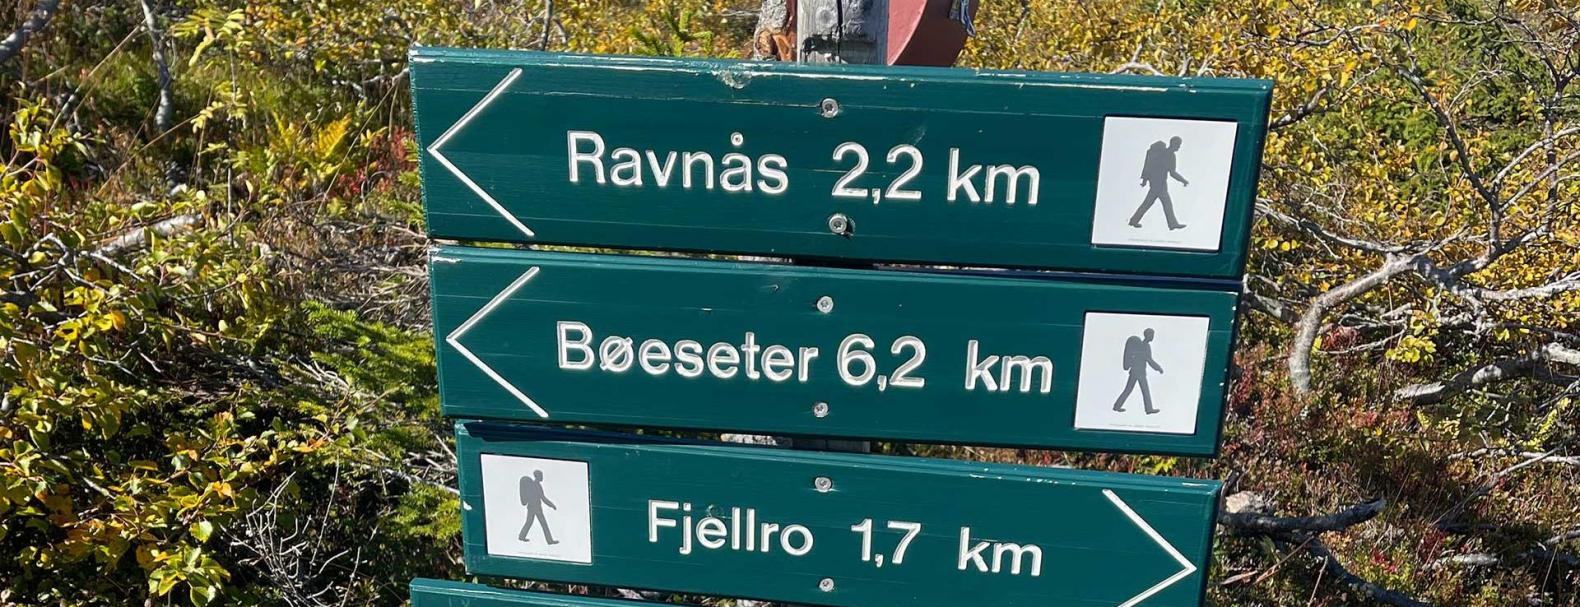 Ravnås 2,2 km
Bøeseter 6,2 km
Fjellro 1,7 km